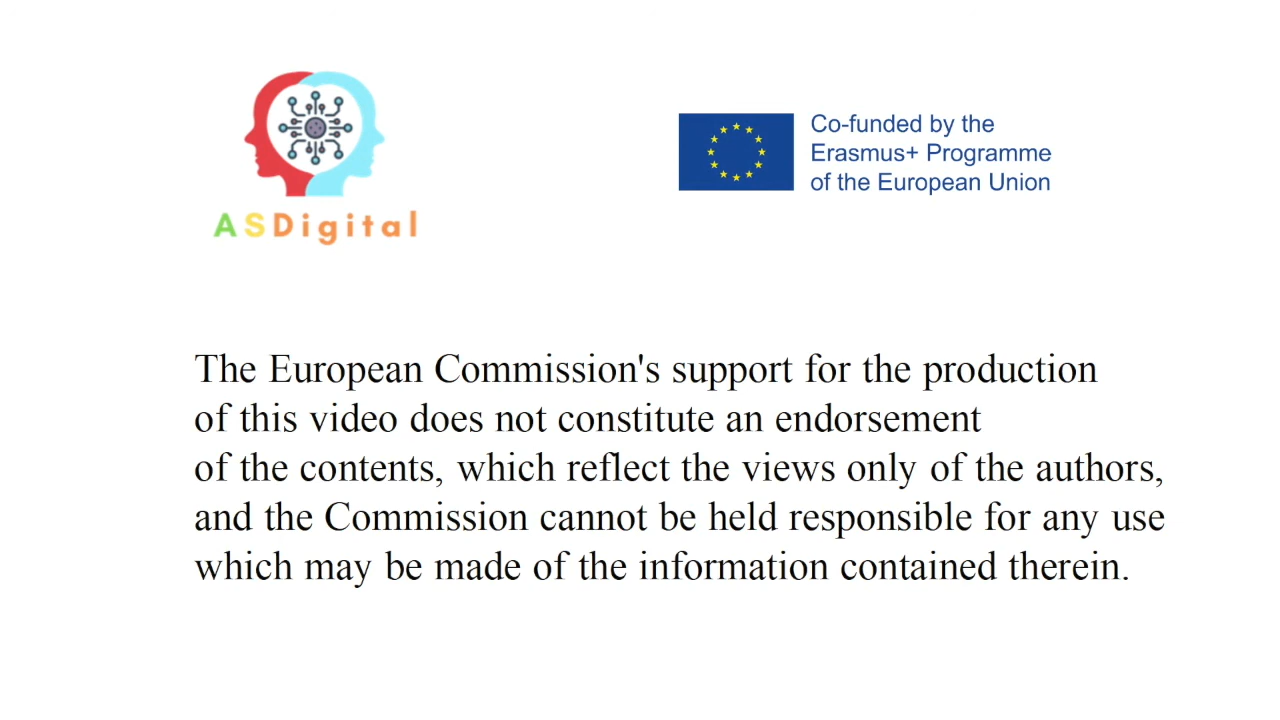 ASDigital
Co-funded by the
Erasmus+ Programme
of the European Union
The European Commission's support for the production
of this video does not constitute an endorsement
of the contents, which reflect the views only of the authors,
and the Commission cannot be held responsible for any use
which may be made of the information contained therein.